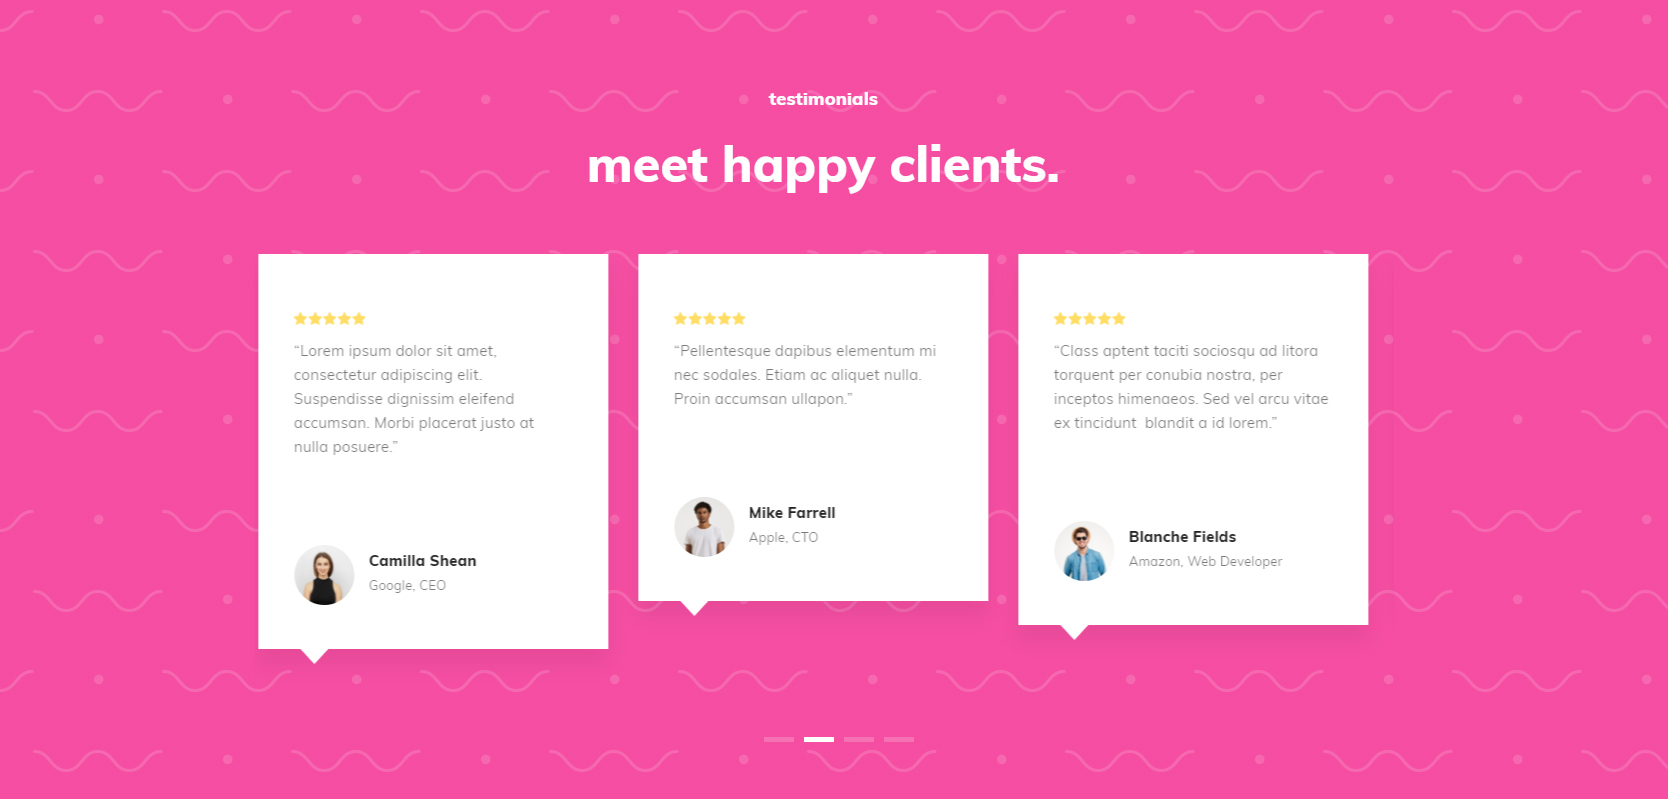 testimonials
meet happy clients.
“Lorem ipsum dolor sit amet,
consectetur adipiscing elit.
Suspendisse dignissim eleifend
accumsan. Morbi placerat justo at
nulla posuere.”
Camilla Shean
Google, CEO
“Pellentesque dapibus elementum mi
nec sodales. Etiam ac aliquet nulla.
Proin accumsan ullapon.”
Mike Farrell
Apple, CTO
“Class aptent taciti sociosqu ad litora
torquent per conubia nostra, per
inceptos himenaeos. Sed vel arcu vitae
ex tincidunt  blandit a id lorem.”
Blanche Fields
Amazon, Web Developer